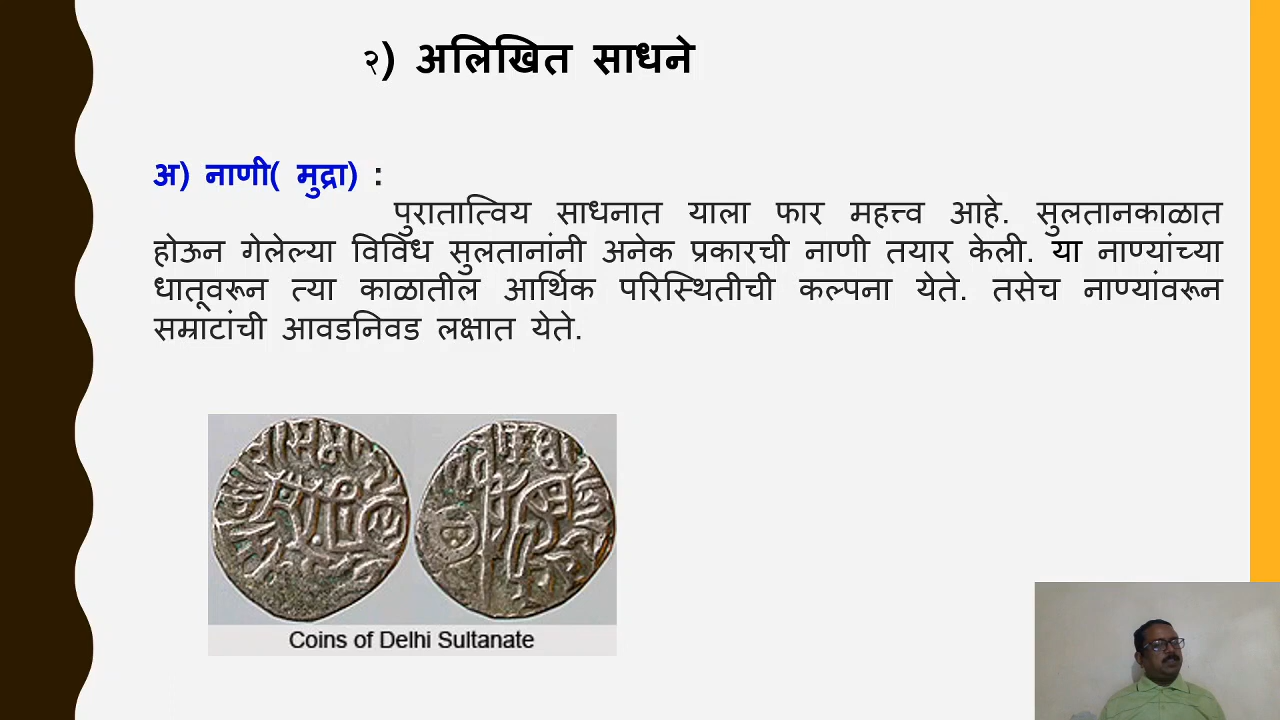 २) अलिखित साधने
अ) नाणी( मुद्रा) :
पुरातात्विय साधनात याला फार महत्त्व आहे. सुलतानकाळात
होऊन गेलेल्या विविध सुलतानांनी अनेक प्रकारची नाणी तयार केली. या नाण्यांच्या
धातूवरून त्या काळातील आर्थिक परिस्थितीची कल्पना येते. तसेच नाण्यांवरून
सम्राटांची आवडनिवड लक्षात येते.
Coins of Delhi Sultanate